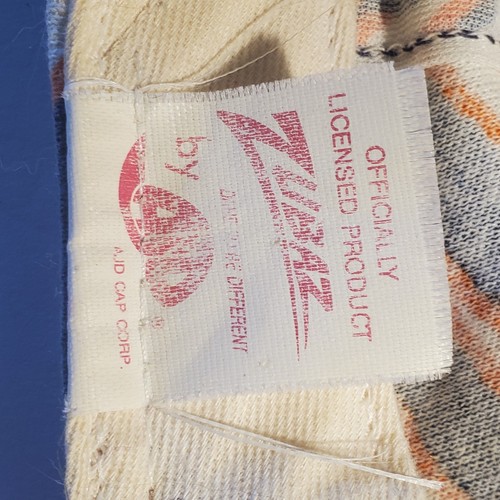 OFFICIALLY
LICENSED PRODUCT
ZUBAZ
DARE TO BE DIFFERENT
by
AJD CAP CORP.